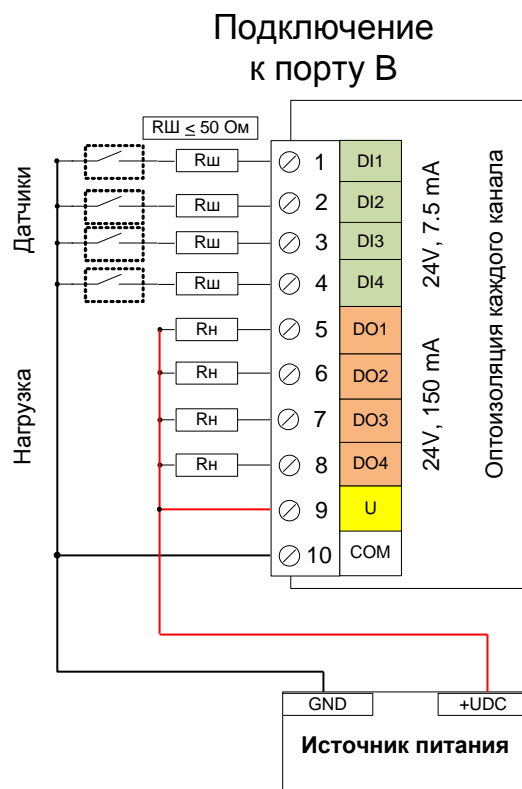 Подключение
к порту В
RШ ≤ 50 Ом
Датчики
Rш 1 DI1
Rш 2 DI2
Rш 3 DI3
Rш 4 DI4
24V, 7.5 mA
Нагрузка
Rн 5 DO1
Rн 6 DO2
Rн 7 DO3
Rн 8 DO4
24V, 150 mA
9 U
10 COM
Оптоизоляция каждого канала
GND +UDC
Источник питания